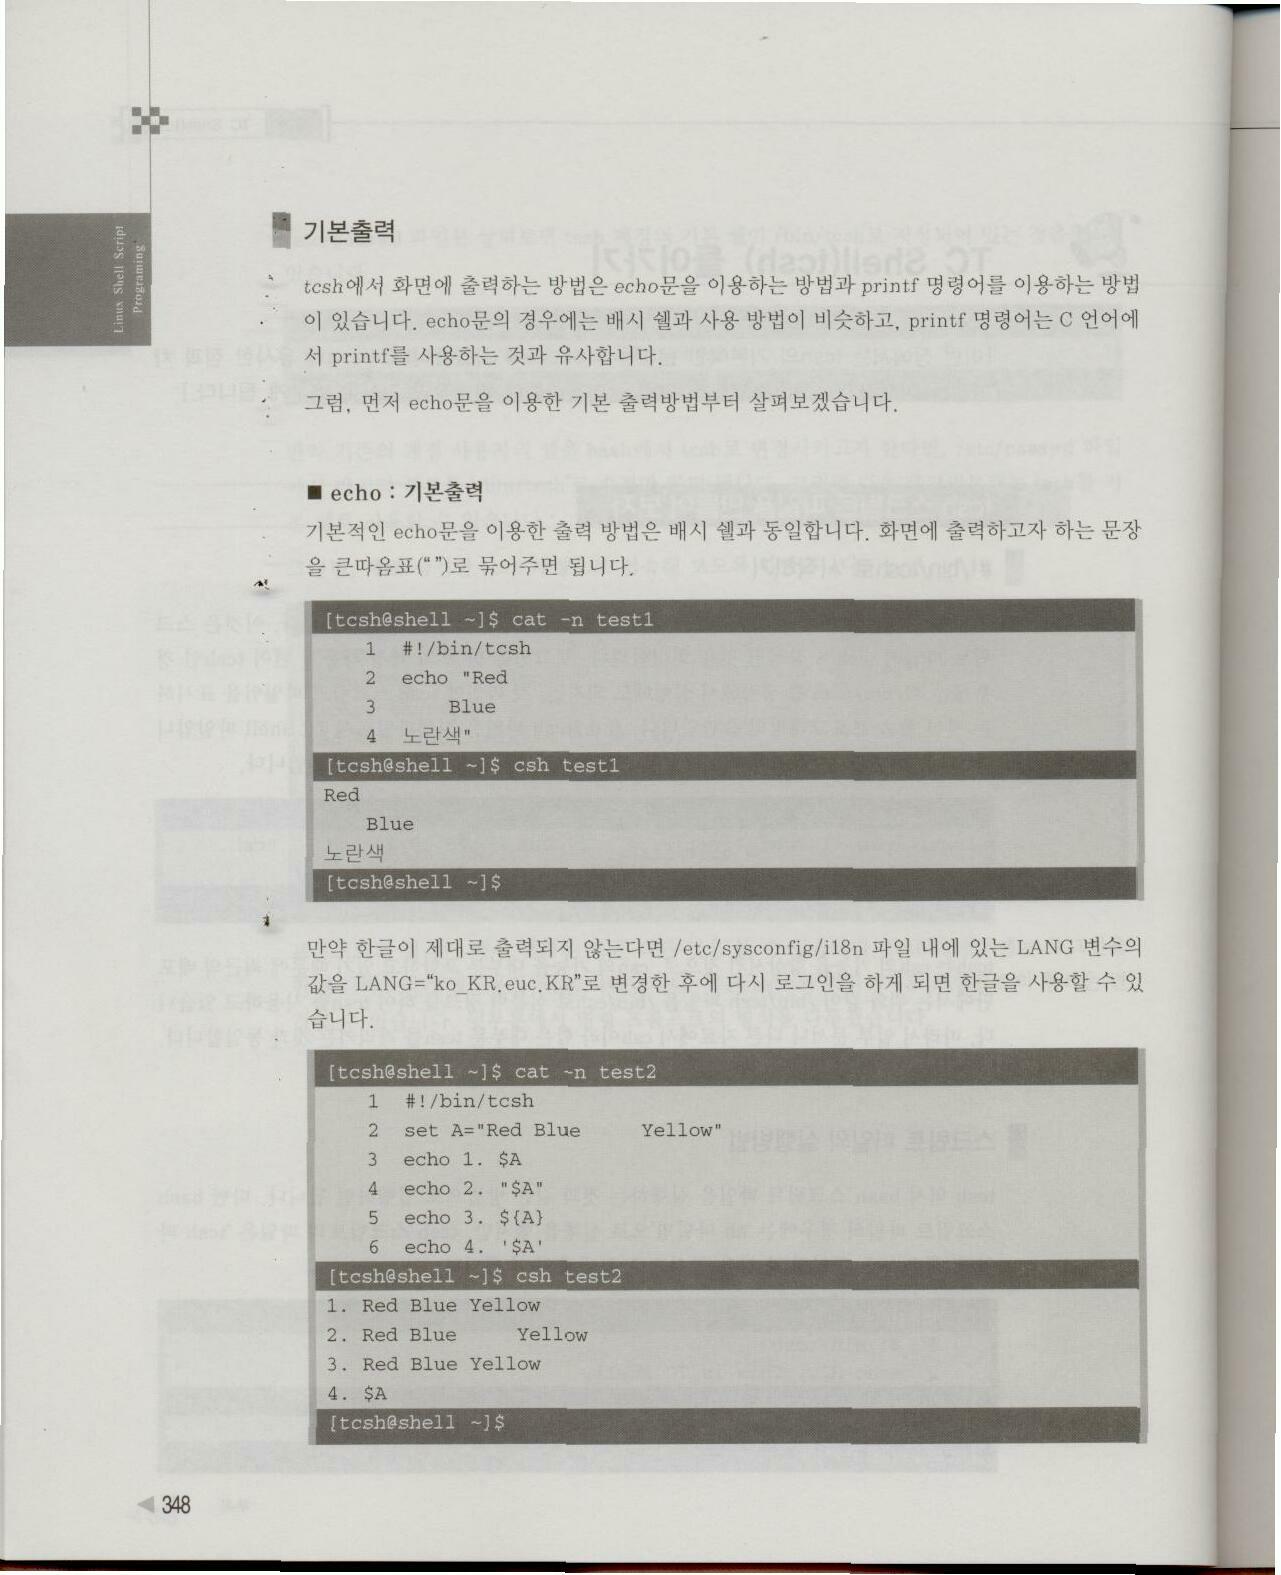 Linux Shell Script
Programing
기본출력
tcsh에서 화면에 출력하는 방법은 echo문을 이용하는 방법과 printf 명령어를 이용하는 방법
이 있습니다. echo문의 경우에는 배시 쉘과 사용 방법이 비슷하고, printf 명령어는 C 언어에
서 printf를 사용하는 것과 유사합니다.
그럼, 먼저 echo문을 이용한 기본 출력방법부터 살펴보겠습니다.
■ echo : 기본출력
기본적인 echo문을 이용한 출력 방법은 배시 쉘과 동일합니다. 화면에 출력하고자 하는 문장
을 큰따옴표(“ ”)로 묶어주면 됩니다.
[tcsh@shell ~]$ cat -n test1
1 #!/bin/tcsh
2 echo "Red
3     Blue
4 노란색"
[tcsh@shell ~]$ csh test1
Red
    Blue
노란색
[tcsh@shell ~]$
만약 한글이 제대로 출력되지 않는다면 /etc/sysconfig/i18n 파일 내에 있는 LANG 변수의
값을 LANG=“ko_KR.euc.KR”로 변경한 후에 다시 로그인을 하게 되면 한글을 사용할 수 있
습니다.
[tcsh@shell ~]$ cat -n test2
1 #!/bin/tcsh
2 set A="Red Blue     Yellow"
3 echo 1. $A
4 echo 2. "$A"
5 echo 3. ${A}
6 echo 4. '$A'
[tcsh@shell ~]$ csh test2
1. Red Blue Yellow
2. Red Blue     Yellow
3. Red Blue Yellow
4. $A
[tcsh@shell ~]$
◀ 348